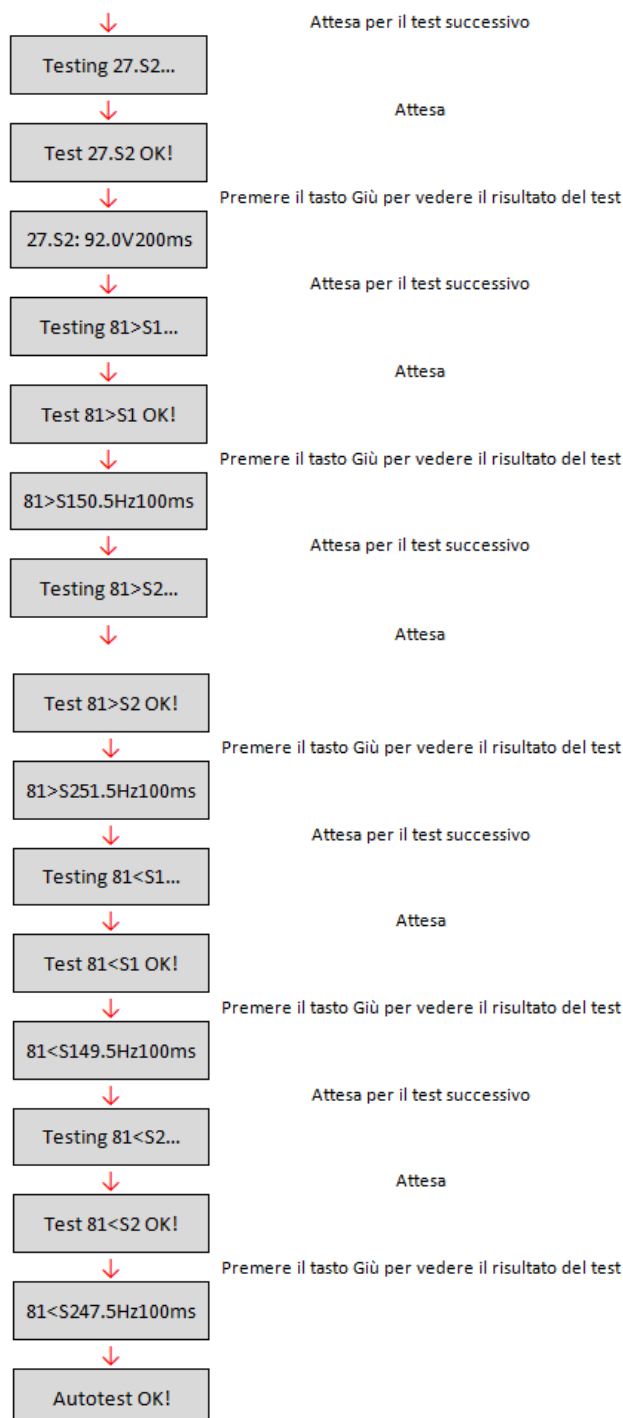 Attesa per il test successivo
Testing 27.S2...
Attesa
Test 27.S2 OK!
Premere il tasto Giù per vedere il risultato del test
27.S2: 92.0V200ms
Attesa per il test successivo
Testing 81>S1...
Attesa
Test 81>S1 OK!
Premere il tasto Giù per vedere il risultato del test
81>S150.5Hz100ms
Attesa per il test successivo
Testing 81>S2...
Attesa
Test 81>S2 OK!
Premere il tasto Giù per vedere il risultato del test
81>S251.5Hz100ms
Attesa per il test successivo
Testing 81<S1...
Attesa
Test 81<S1 OK!
Premere il tasto Giù per vedere il risultato del test
81<S149.5Hz100ms
Attesa per il test successivo
Testing 81<S2...
Attesa
Test 81<S2 OK!
Premere il tasto Giù per vedere il risultato del test
81<S247.5Hz100ms
Autotest OK!